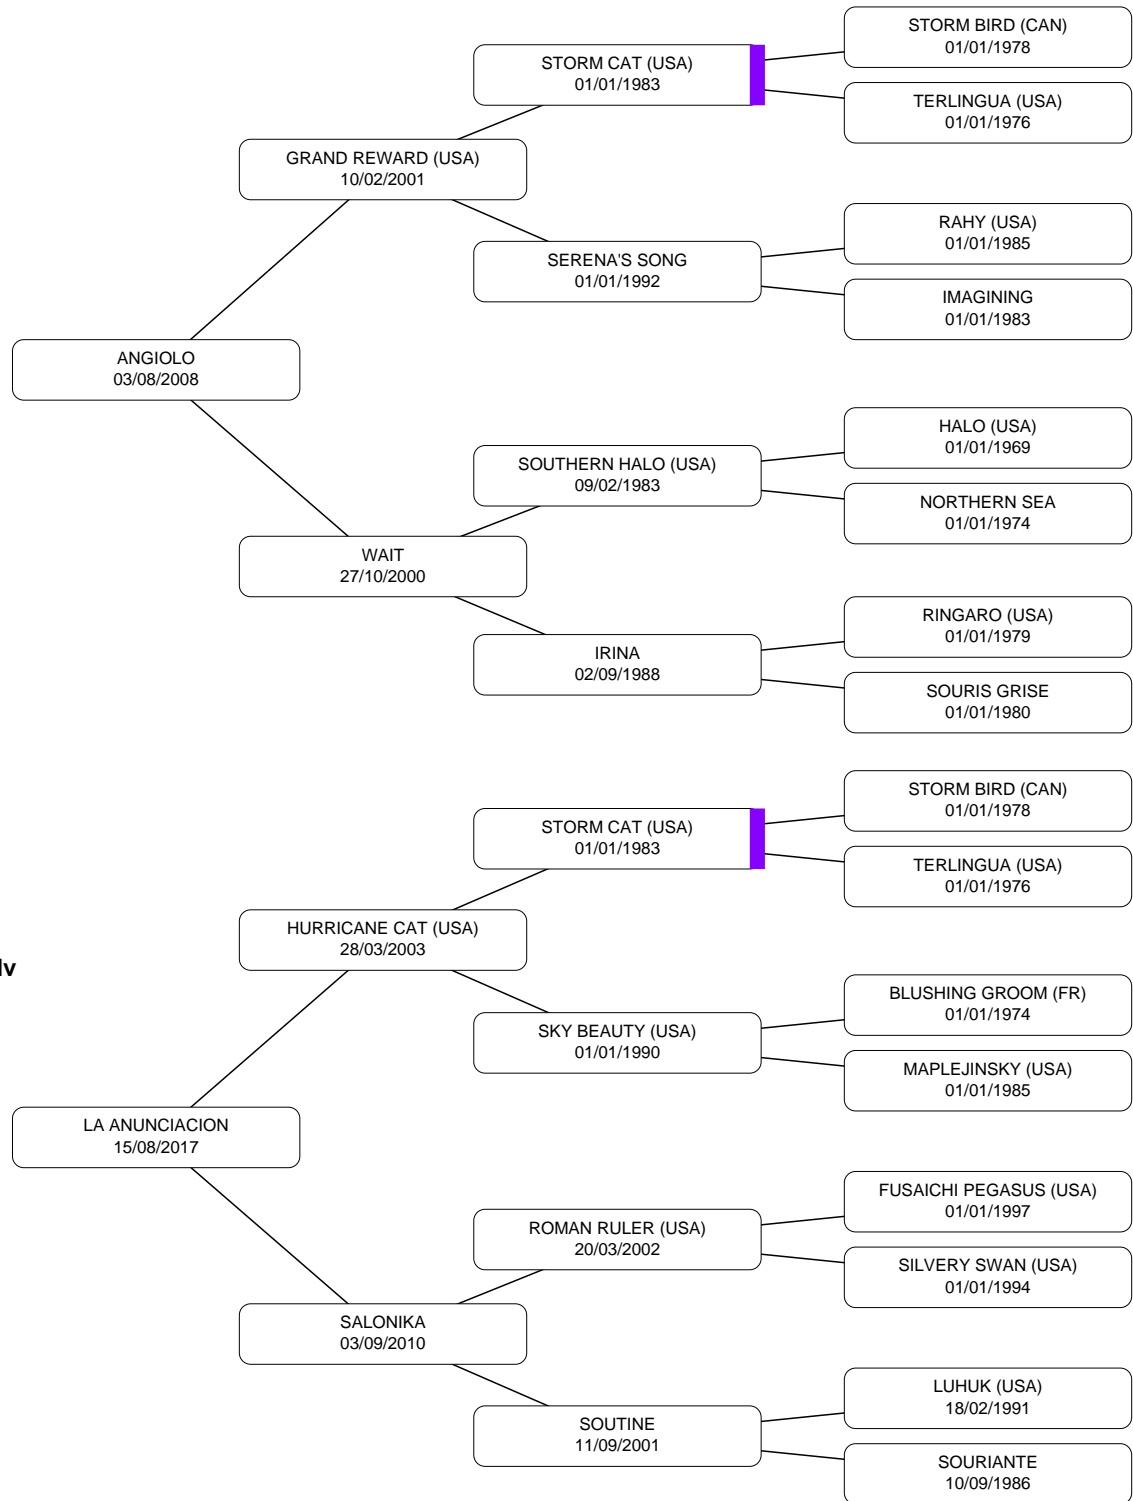 STORM BIRD (CAN)
01/01/1978
STORM CAT (USA)
01/01/1983
TERLINGUA (USA)
01/01/1976
GRAND REWARD (USA)
10/02/2001
RAHY (USA)
01/01/1985
SERENA'S SONG
01/01/1992
IMAGINING
01/01/1983
ANGIOLO
03/08/2008
HALO (USA)
01/01/1969
SOUTHERN HALO (USA)
09/02/1983
NORTHERN SEA
01/01/1974
WAIT
27/10/2000
RINGARO (USA)
01/01/1979
IRINA
02/09/1988
SOURIS GRISE
01/01/1980
STORM BIRD (CAN)
01/01/1978
STORM CAT (USA)
01/01/1983
TERLINGUA (USA)
01/01/1976
HURRICANE CAT (USA)
28/03/2003
BLUSHING GROOM (FR)
01/01/1974
SKY BEAUTY (USA)
01/01/1990
MAPLEJINSKY (USA)
01/01/1985
LA ANUNCIACION
15/08/2017
FUSAICHI PEGASUS (USA)
01/01/1997
ROMAN RULER (USA)
20/03/2002
SILVERY SWAN (USA)
01/01/1994
SALONIKA
03/09/2010
LUHUK (USA)
18/02/1991
SOUTINE
11/09/2001
SOURIANTE
10/09/1986